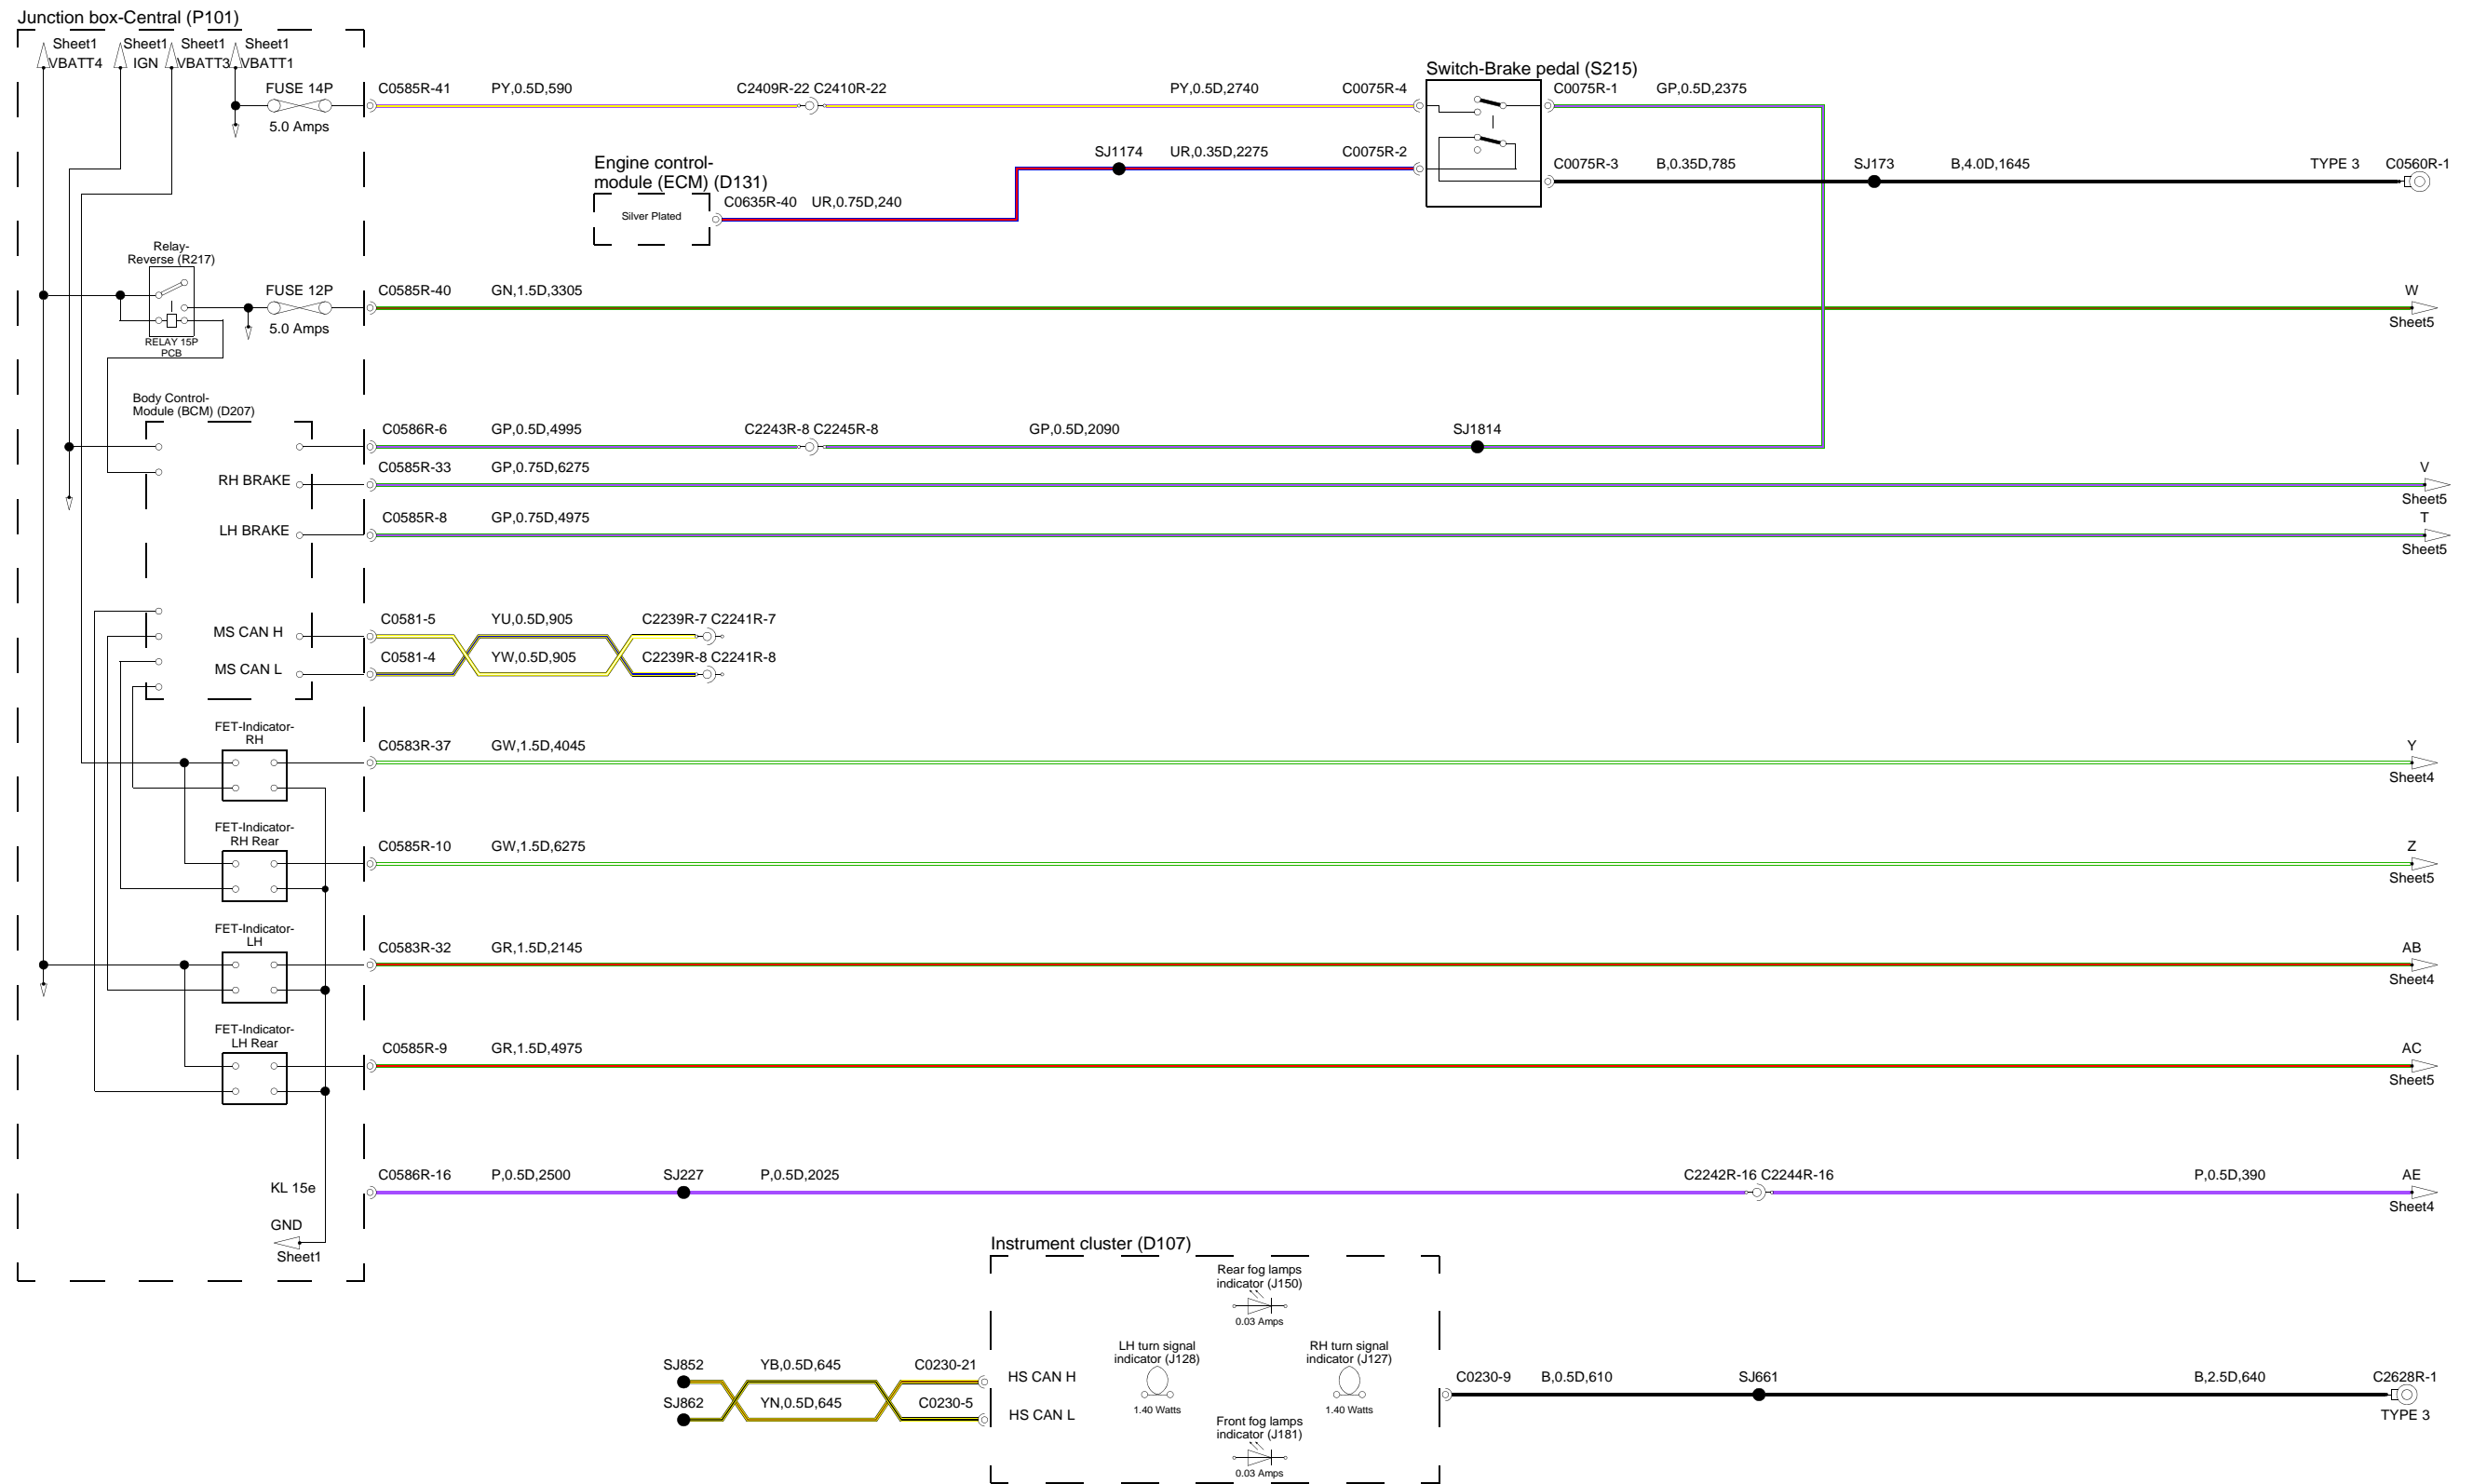 Junction box-Central (P101)
Sheet1 Sheet1 Sheet1 Sheet1
VBATT4 IGN VBATT3 VBATT1
Switch-Brake pedal (S215)
FUSE 14P
5.0 Amps
C0585R-41 PY,0.5D,590 C2409R-22 C2410R-22 PY,0.5D,2740 C0075R-4
C0075R-1 GP,0.5D,2375
SJ1174 UR,0.35D,2275 C0075R-2
C0075R-3 B,0.35D,785 SJ173 B,4.0D,1645 TYPE 3 C0560R-1
Engine control-
module (ECM) (D131)
Silver Plated
C0635R-40 UR,0.75D,240
Relay-
Reverse (R217)
RELAY 15P
PCB
FUSE 12P
5.0 Amps
C0585R-40 GN,1.5D,3305 W
Sheet5
Body Control-
Module (BCM) (D207)
C0586R-6 GP,0.5D,4995 C2243R-8 C2245R-8 GP,0.5D,2090 SJ1814
RH BRAKE C0585R-33 GP,0.75D,6275 V
Sheet5
LH BRAKE C0585R-8 GP,0.75D,4975 T
Sheet5
MS CAN H C0581-5 YU,0.5D,905 C2239R-7 C2241R-7
MS CAN L C0581-4 YW,0.5D,905 C2239R-8 C2241R-8
FET-Indicator-
RH
C0583R-37 GW,1.5D,4045 Y
Sheet4
FET-Indicator-
RH Rear
C0585R-10 GW,1.5D,6275 Z
Sheet5
FET-Indicator-
LH
C0583R-32 GR,1.5D,2145 AB
Sheet4
FET-Indicator-
LH Rear
C0585R-9 GR,1.5D,4975 AC
Sheet5
KL 15e C0586R-16 P,0.5D,2500 SJ227 P,0.5D,2025 C2242R-16 C2244R-16 P,0.5D,390 AE
Sheet4
GND
Sheet1
Instrument cluster (D107)
Rear fog lamps
indicator (J150)
0.03 Amps
LH turn signal
indicator (J128)
1.40 Watts
RH turn signal
indicator (J127)
1.40 Watts
SJ852 YB,0.5D,645 C0230-21 HS CAN H
SJ862 YN,0.5D,645 C0230-5 HS CAN L
C0230-9 B,0.5D,610 SJ661 B,2.5D,640 C2628R-1
TYPE 3
Front fog lamps
indicator (J181)
0.03 Amps